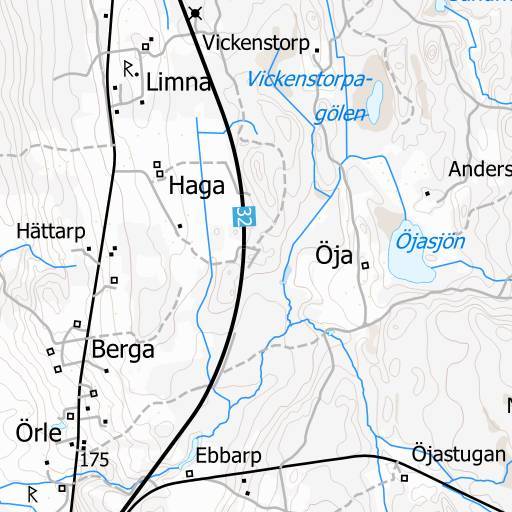 Vickenstorp
Limna
Vickenstorpa-
gölen
Anders
Haga
32
Hättarp
Öja
Öjasjön
Berga
Örle
175
Ebbarp
Öjastugan